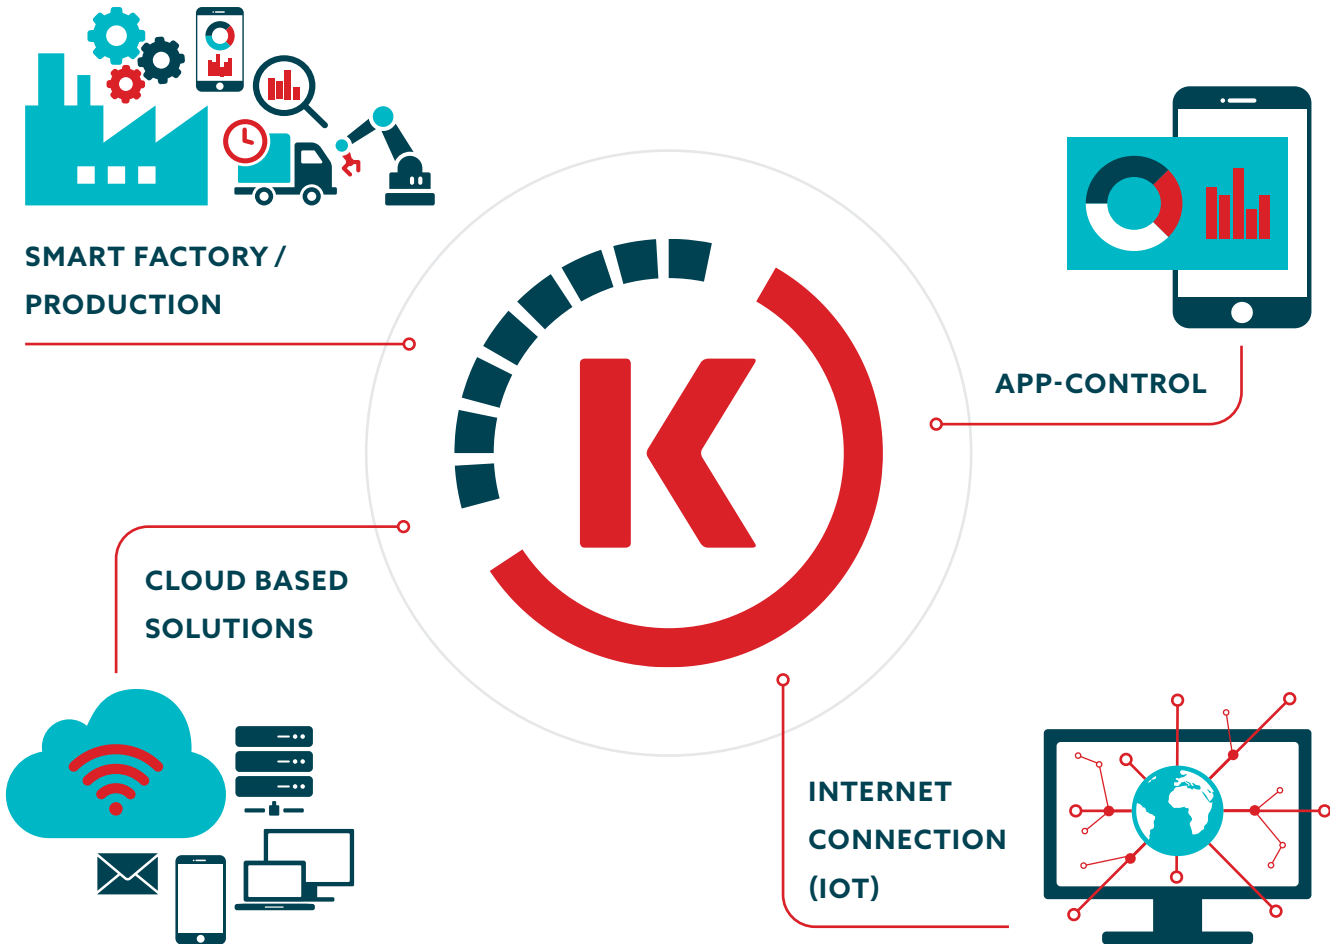 SMART FACTORY /
PRODUCTION
APP-CONTROL
K
CLOUD BASED
SOLUTIONS
INTERNET
CONNECTION
(IOT)